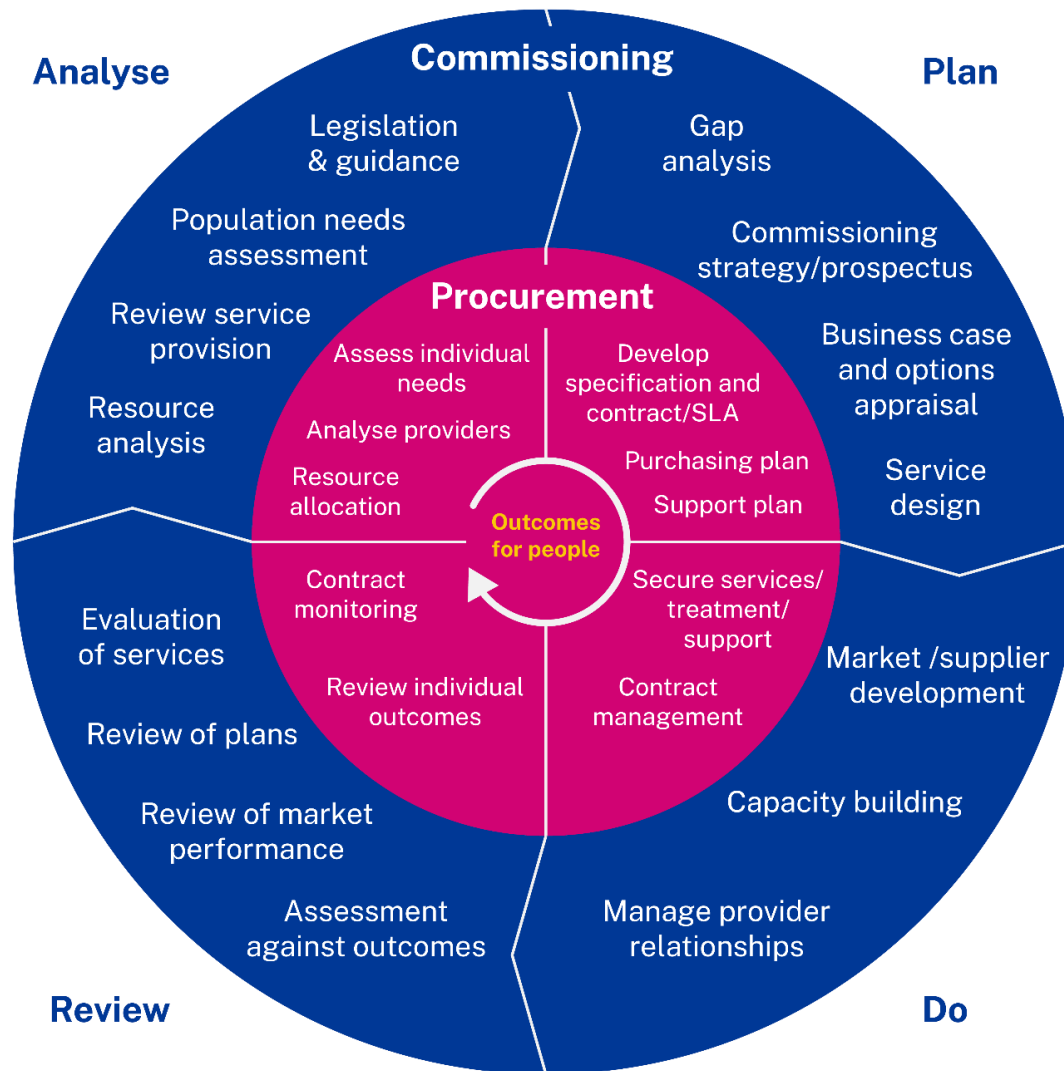 Analyse
Commissioning
Plan
Legislation
& guidance
Population needs
assessment
Review service
provision
Resource
analysis
Gap
analysis
Commissioning
strategy/prospectus
Business case
and options
appraisal
Service
design
Procurement
Assess individual
needs
Analyse providers
Resource
allocation
Develop
specification and
contract/SLA
Purchasing plan
Support plan
Outcomes
for people
Contract
monitoring
Review individual
outcomes
Secure services/
treatment/
support
Contract
management
Evaluation
of services
Review of plans
Review of market
performance
Assessment
against outcomes
Market /supplier
development
Capacity building
Manage provider
relationships
Review
Do